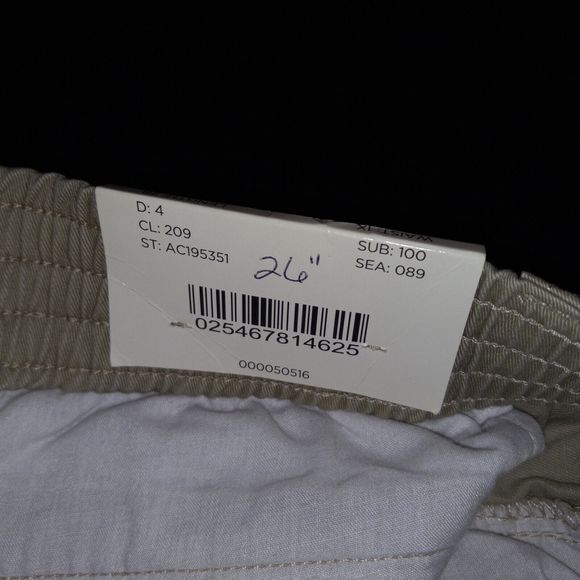 D: 4
CL: 209
ST: AC195351
SUB: 100
SEA: 089
26"
025467814625
000050516